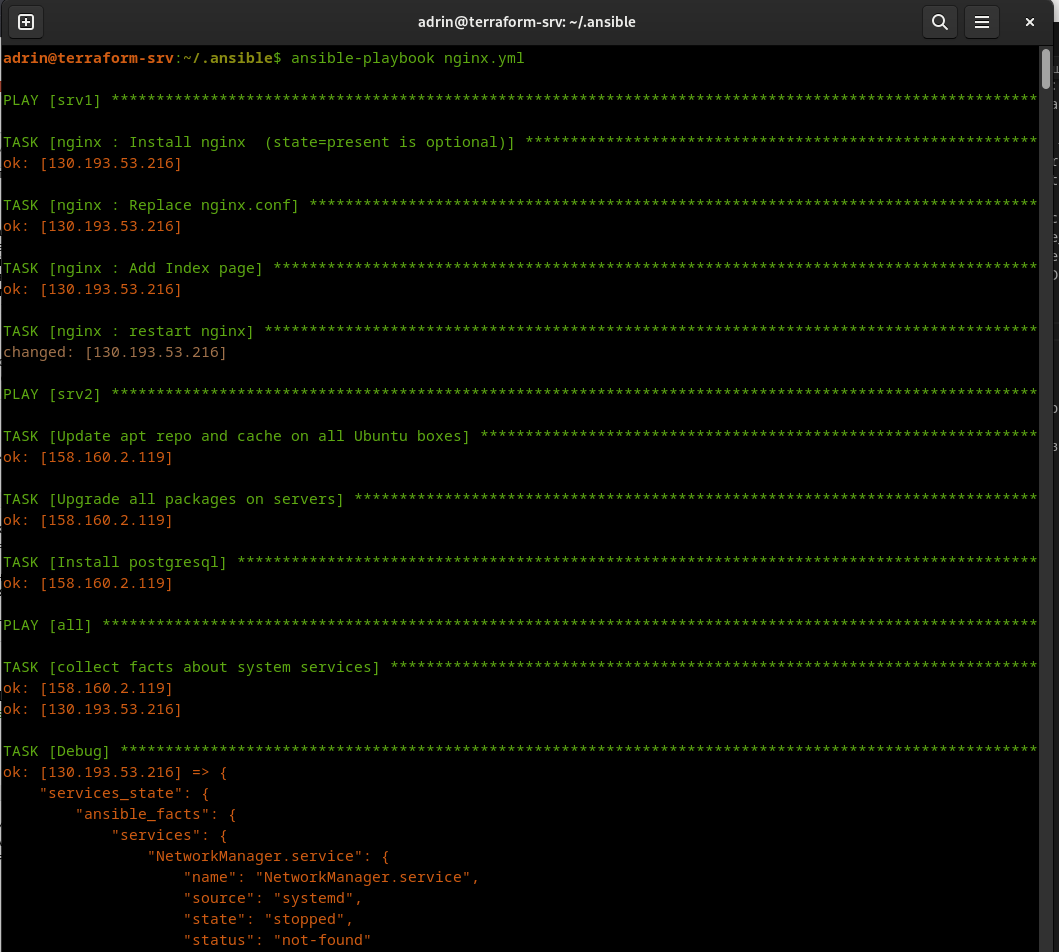 adrin@terraform-srv: ~/.ansible
adrin@terraform-srv:~/.ansible$ ansible-playbook nginx.yml
PLAY [srv1] *******************************************************************************************************
TASK [nginx : Install nginx  (state=present is optional)] *********************************************************
ok: [130.193.53.216]
TASK [nginx : Replace nginx.conf] *********************************************************************************
ok: [130.193.53.216]
TASK [nginx : Add Index page] *************************************************************************************
ok: [130.193.53.216]
TASK [nginx : restart nginx] **************************************************************************************
changed: [130.193.53.216]
PLAY [srv2] *******************************************************************************************************
TASK [Update apt repo and cache on all Ubuntu boxes] **************************************************************
ok: [158.160.2.119]
TASK [Upgrade all packages on servers] ****************************************************************************
ok: [158.160.2.119]
TASK [Install postgresql] *****************************************************************************************
ok: [158.160.2.119]
PLAY [all] ********************************************************************************************************
TASK [collect facts about system services] ************************************************************************
ok: [158.160.2.119]
ok: [130.193.53.216]
TASK [Debug] ******************************************************************************************************
ok: [130.193.53.216] => {
    "services_state": {
        "ansible_facts": {
            "services": {
                "NetworkManager.service": {
                    "name": "NetworkManager.service",
                    "source": "systemd",
                    "state": "stopped",
                    "status": "not-found"